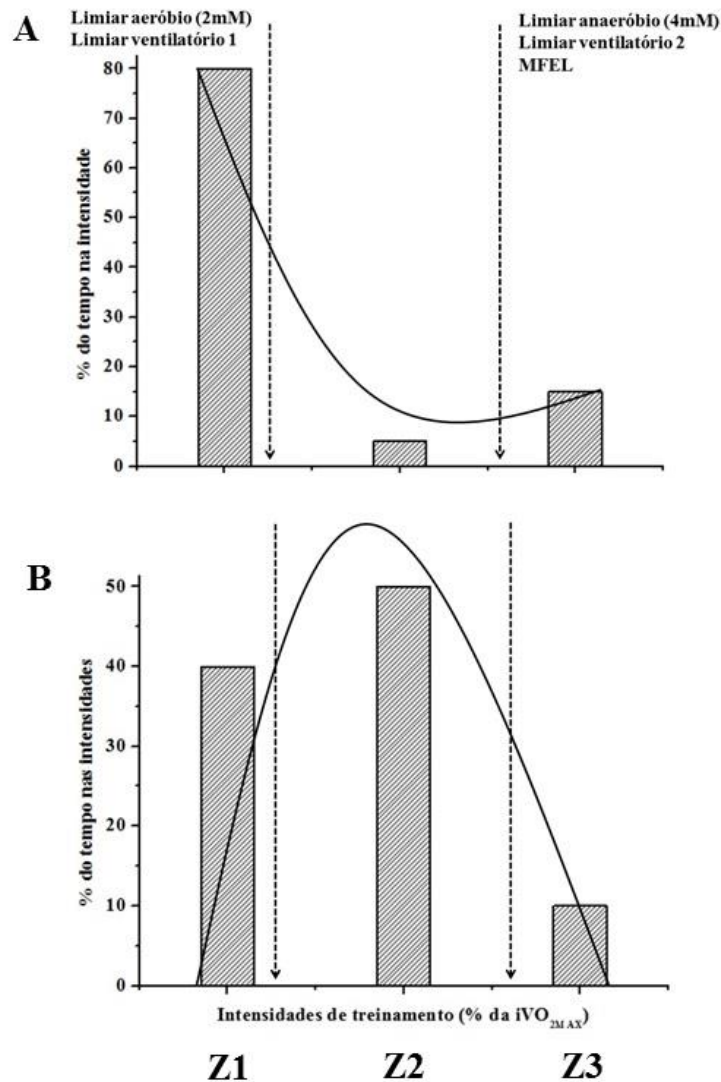 A
Limiar aeróbio (2mM)
Limiar ventilatório 1
Limiar anaeróbio (4mM)
Limiar ventilatório 2
MFEL
% do tempo na intensidade
80
70
60
50
40
30
20
10
0
B
% do tempo nas intensidades
50
40
30
20
10
0
Intensidades de treinamento (% da iVO2MAX)
Z1 Z2 Z3